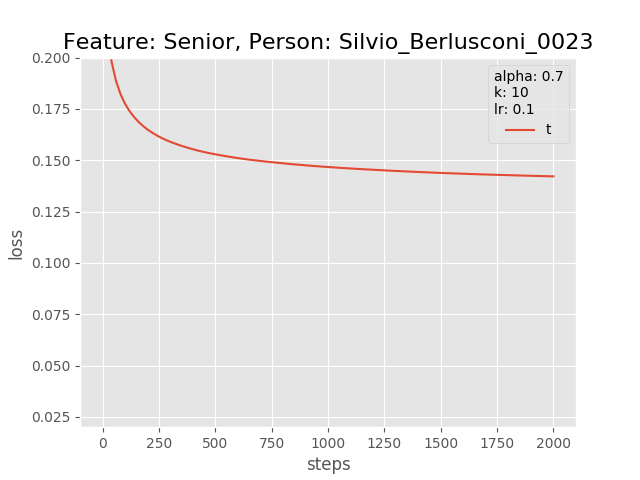 Feature: Senior, Person: Silvio_Berlusconi_0023
0.200
0.175
0.150
0.125
0.100
0.075
0.050
0.025
loss
alpha: 0.7
k: 10
lr: 0.1
t
0 250 500 750 1000 1250 1500 1750 2000
steps